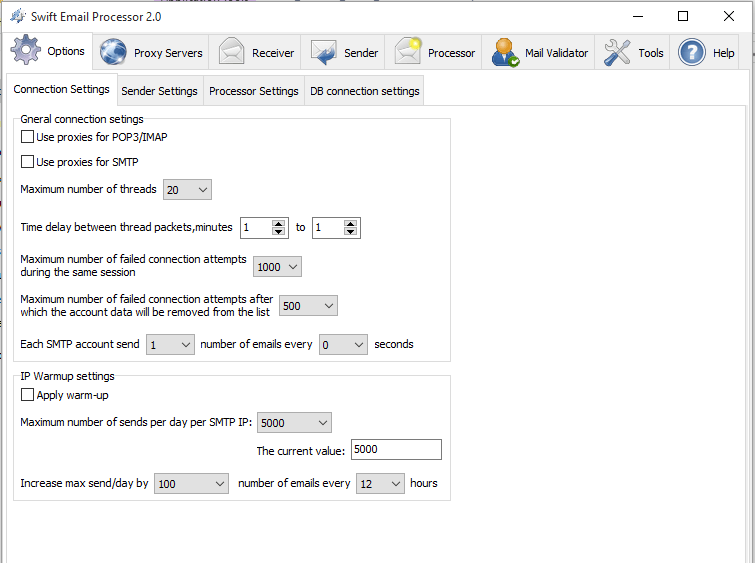 Swift Email Processor 2.0
Options Proxy Servers Receiver Sender Processor Mail Validator Tools Help
Connection Settings Sender Settings Processor Settings DB connection settings
Gneral connection setings
Use proxies for POP3/IMAP
Use proxies for SMTP
Maximum number of threads 20
Time delay between thread packets,minutes 1 to 1
Maximum number of failed connection attempts
during the same session 1000
Maximum number of failed connection attempts after
which the account data will be removed from the list 500
Each SMTP account send 1 number of emails every 0 seconds
IP Warmup settings
Apply warm-up
Maximum number of sends per day per SMTP IP: 5000
The current value: 5000
Increase max send/day by 100 number of emails every 12 hours